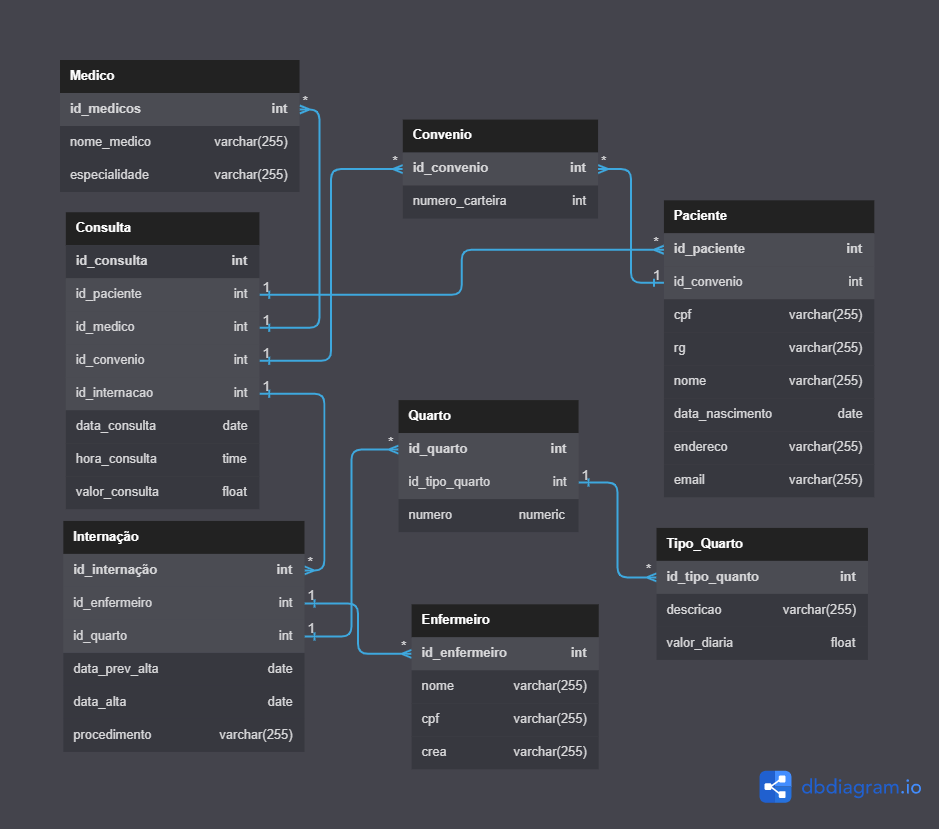 Medico
id_medicos int
nome_medico varchar(255)
especialidade varchar(255)
Consulta
id_consulta int
id_paciente int
id_medico int
id_convenio int
id_internacao int
data_consulta date
hora_consulta time
valor_consulta float
Internação
id_internação int
id_enfermeiro int
id_quarto int
data_prev_alta date
data_alta date
procedimento varchar(255)
Convenio
id_convenio int
numero_carteira int
Quarto
id_quarto int
id_tipo_quarto int
numero numeric
Enfermeiro
id_enfermeiro int
nome varchar(255)
cpf varchar(255)
crea varchar(255)
Paciente
id_paciente int
id_convenio int
cpf varchar(255)
rg varchar(255)
nome varchar(255)
data_nascimento date
endereco varchar(255)
email varchar(255)
Tipo_Quarto
id_tipo_quanto int
descricao varchar(255)
valor_diaria float
*
1
1
1
1
*
1
1
*
*
*
1
*
*
1
*
dbdiagram.io